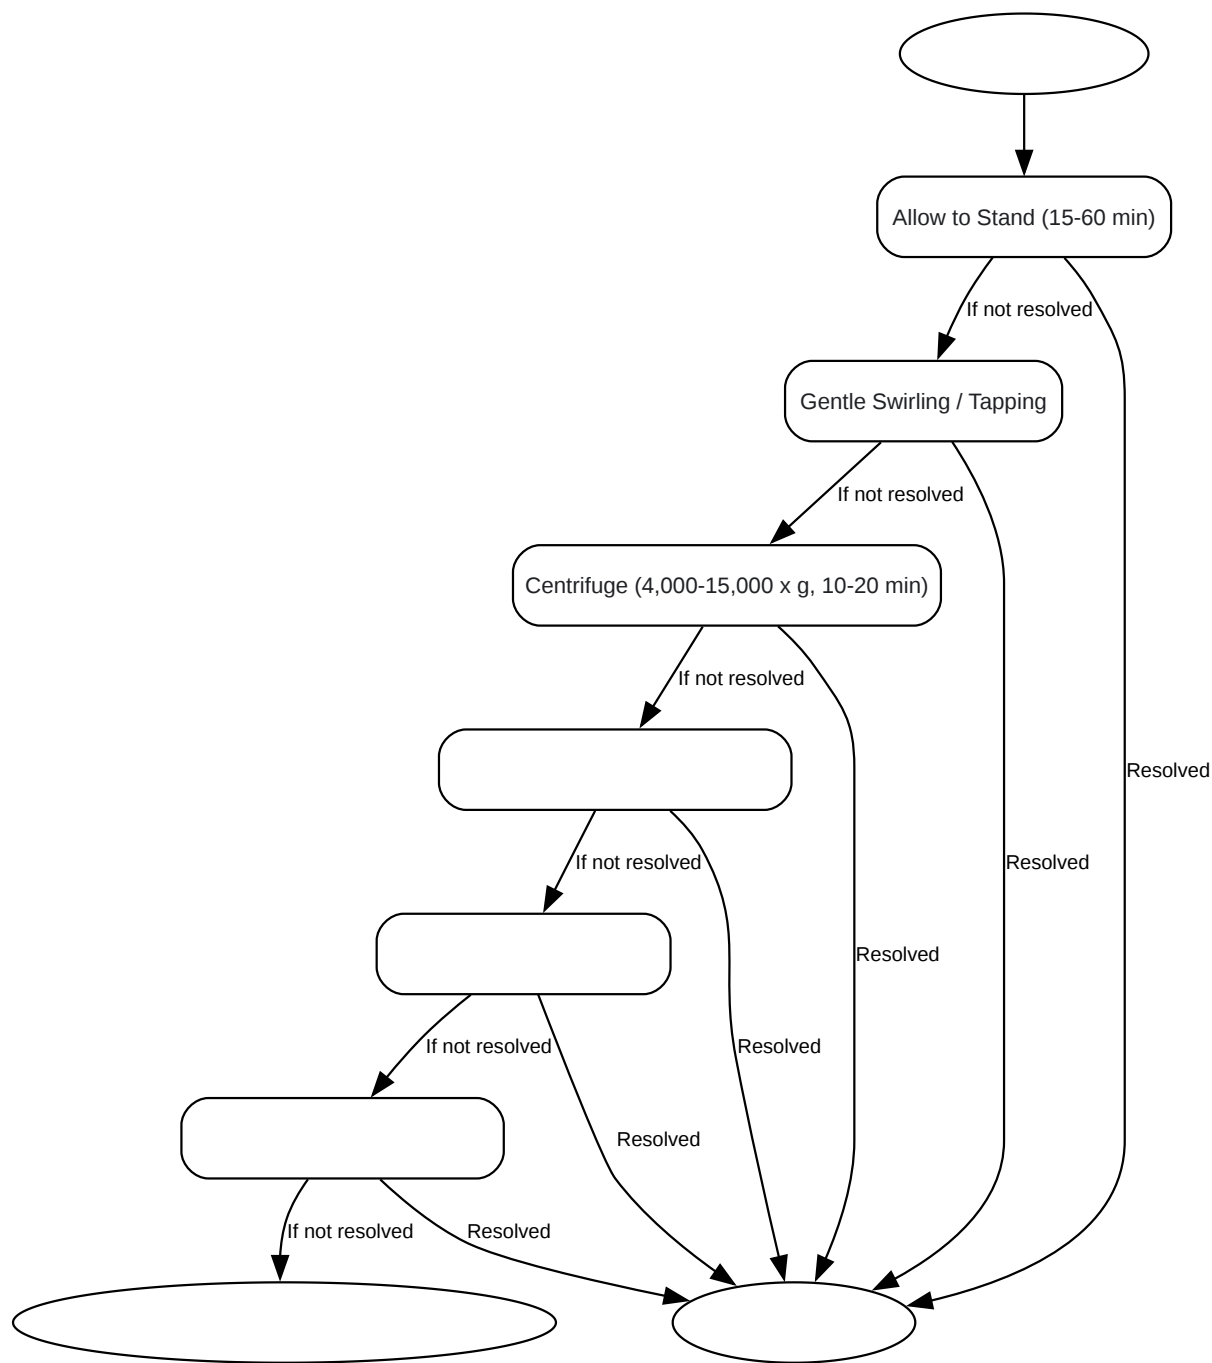 Allow to Stand (15-60 min)
If not resolved
Gentle Swirling / Tapping
If not resolved
Centrifuge (4,000-15,000 x g, 10-20 min)
If not resolved
Resolved
If not resolved
Resolved
Resolved
If not resolved
Resolved
Resolved
If not resolved
Resolved